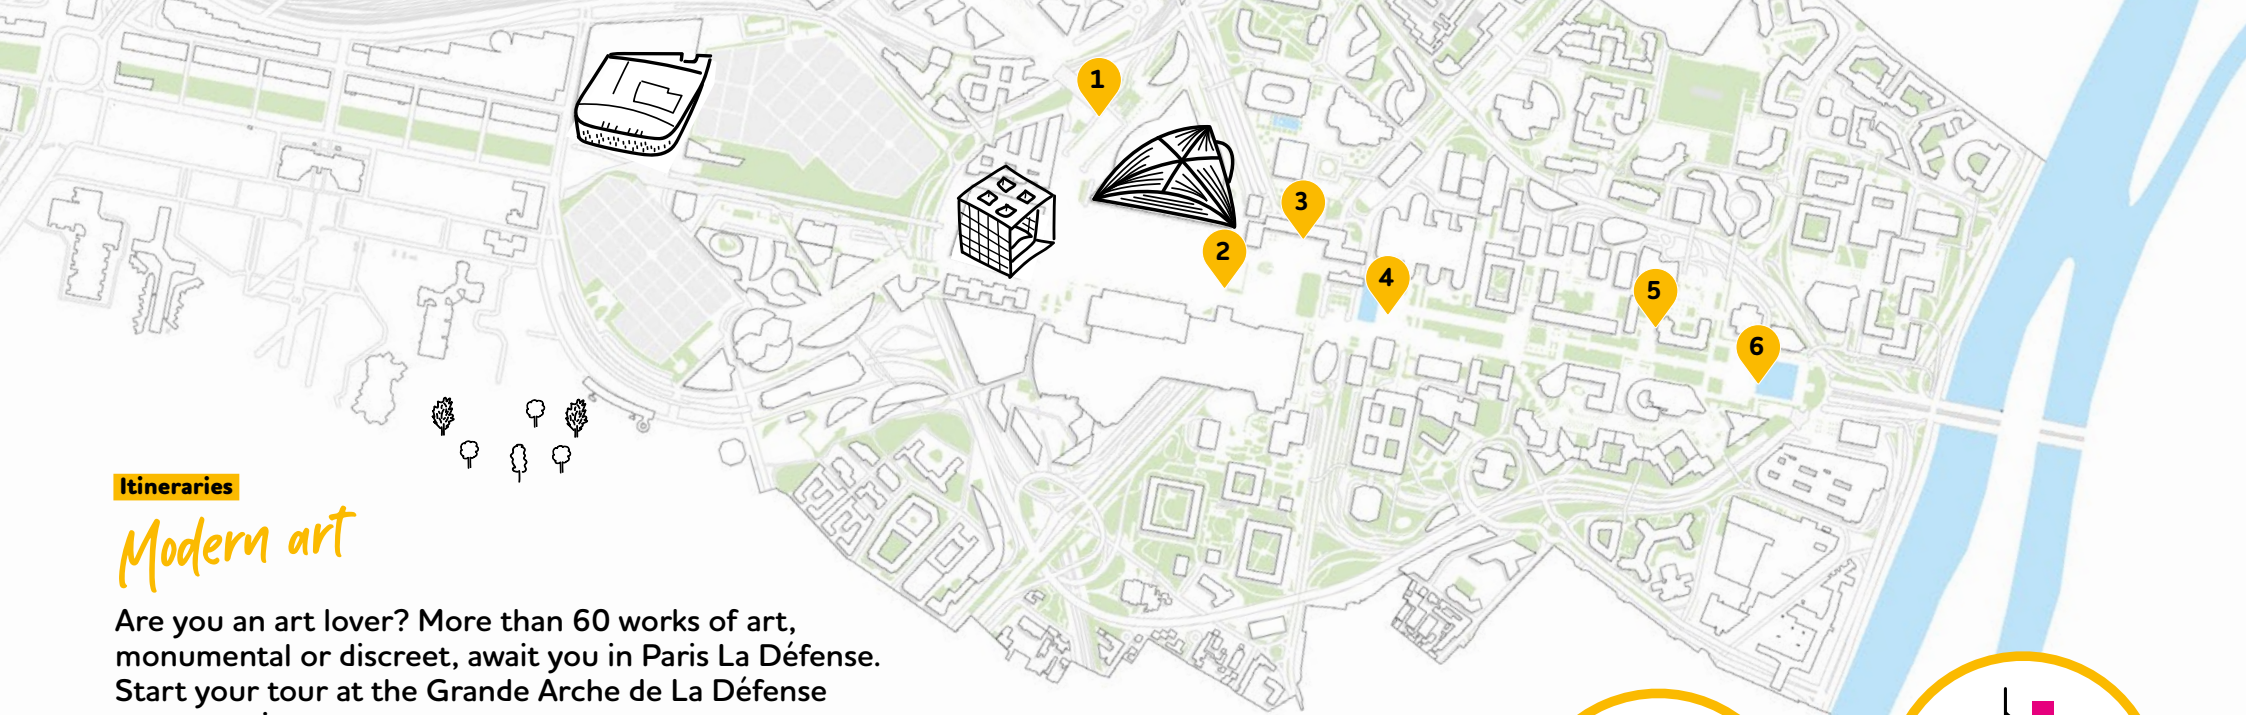 1
2
3
4
5
6
Itineraries
Modern art
Are you an art lover? More than 60 works of art,
monumental or discreet, await you in Paris La Défense.
Start your tour at the Grande Arche de La Défense